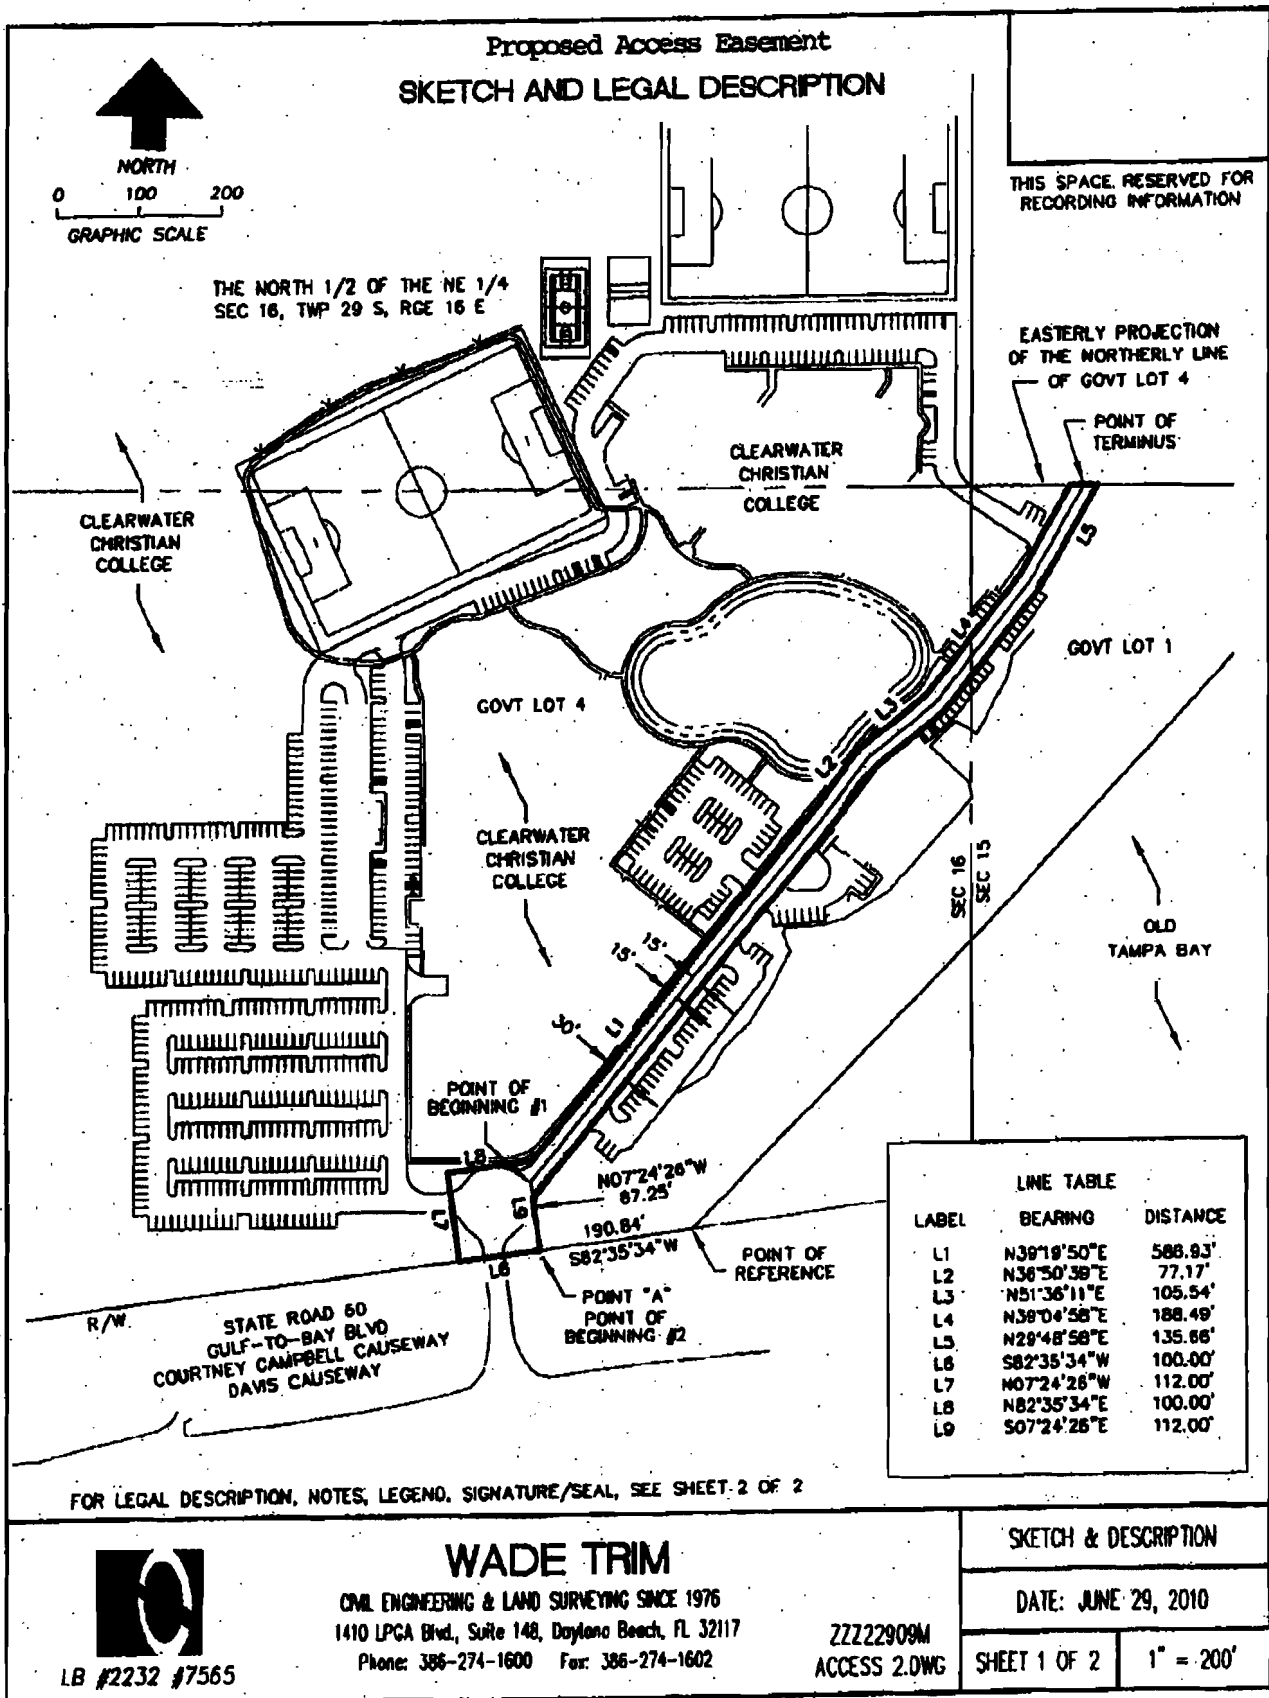 Proposed Access Easement
SKETCH AND LEGAL DESCRIPTION
NORTH
0 100 200
GRAPHIC SCALE
THIS SPACE RESERVED FOR
RECORDING INFORMATION
THE NORTH 1/2 OF THE NE 1/4
SEC 16, TWP 29 S, RGE 16 E
EASTERLY PROJECTION
OF THE NORTHERLY LINE
OF GOVT LOT 4
POINT OF
TERMINUS
CLEARWATER
CHRISTIAN
COLLEGE
CLEARWATER
CHRISTIAN
COLLEGE
L5
L4
GOVT LOT 1
GOVT LOT 4
L3
L2
CLEARWATER
CHRISTIAN
COLLEGE
SEC 16
SEC 15
OLD
TAMPA BAY
15'
15'
30'
L1
POINT OF
BEGINNING #1
L8
N07°24'26"W
87.25'
L9
L7
190.84'
S82°35'34"W
L6
POINT OF
REFERENCE
POINT "A"
POINT OF
BEGINNING #2
R/W
STATE ROAD 60
GULF-TO-BAY BLVD
COURTNEY CAMPBELL CAUSEWAY
DAVIS CAUSEWAY
LINE TABLE
LABEL BEARING DISTANCE
L1 N39°19'50"E 586.93'
L2 N36°50'39"E 77.17'
L3 N51°36'11"E 105.54'
L4 N39°04'58"E 188.49'
L5 N29°48'58"E 135.66'
L6 S82°35'34"W 100.00'
L7 N07°24'26"W 112.00'
L8 N82°35'34"E 100.00'
L9 S07°24'26"E 112.00'
FOR LEGAL DESCRIPTION, NOTES, LEGEND, SIGNATURE/SEAL, SEE SHEET 2 OF 2
LB #2232 #7565
WADE TRIM
CIVIL ENGINEERING & LAND SURVEYING SINCE 1976
1410 LPGA Blvd., Suite 148, Daytona Beach, FL 32117
Phone: 386-274-1600 Fax: 386-274-1602
ZZZ22909M
ACCESS 2.DWG
SKETCH & DESCRIPTION
DATE: JUNE 29, 2010
SHEET 1 OF 2
1" = 200'